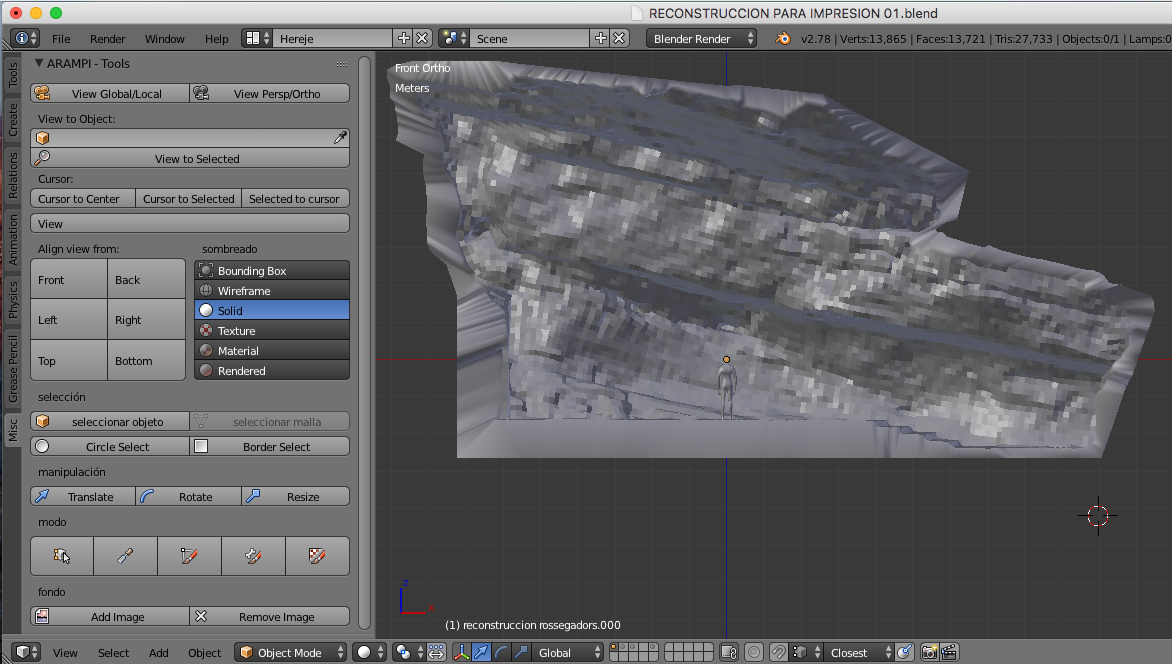 RECONSTRUCCION PARA IMPRESION 01.blend
File Render Window Help Hereje Scene Blender Render v2.78 | Verts:13,865 | Faces:13,721 | Tris:27,733 | Objects:0/1 | Lamps:0
ARAMPI - Tools
View Global/Local View Persp/Ortho
View to Object:
View to Selected
Cursor:
Cursor to Center Cursor to Selected Selected to cursor
View
Align view from: sombreado
Front Back
Left Right
Top Bottom
Bounding Box
Wireframe
Solid
Texture
Material
Rendered
selección
seleccionar objeto seleccionar malla
Circle Select Border Select
manipulación
Translate Rotate Resize
modo
fondo
Add Image Remove Image
Tools
Create
Relations
Animation
Physics
Grease Pencil
Misc
Front Ortho
Meters
z
(1) reconstruccion rossegadors.000
View Select Add Object Object Mode Global Closest